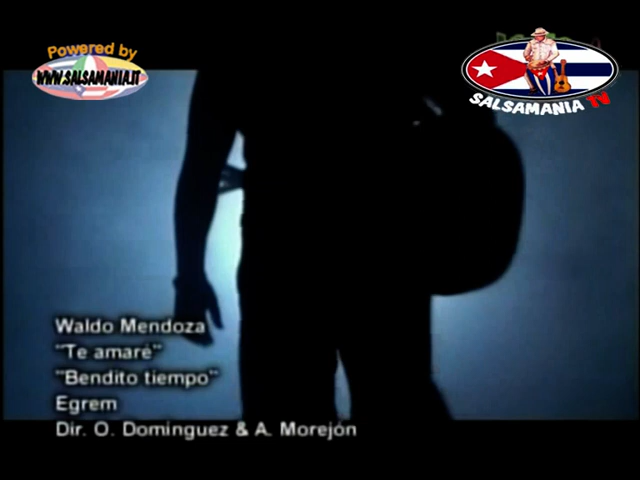 Powered by
WWW.SALSAMANIA.IT
SALSAMANIA TV
Waldo Mendoza
"Te amaré"
"Bendito tiempo"
Egrem
Dir. O. Domínguez & A. Morejón